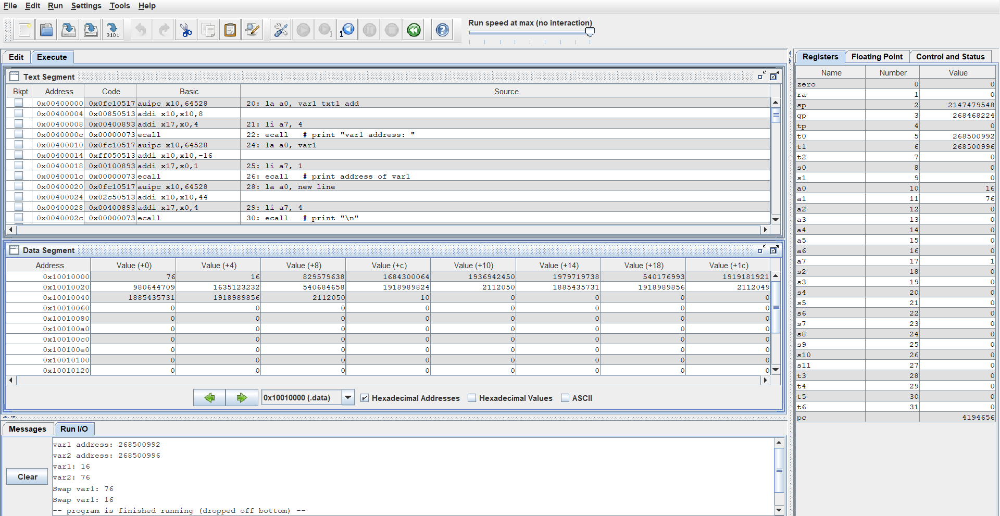 File Edit Run Settings Tools Help
Run speed at max (no interaction)
Edit Execute
Text Segment
Bkpt Address Code Basic Source
0x00400000 0x0fc10517 auipc x10,64528 20: la a0, var1 txt1 add
0x00400004 0x00850513 addi x10,x10,8
0x00400008 0x00400893 addi x17,x0,4 21: li a7, 4
0x0040000c 0x00000073 ecall 22: ecall # print "var1 address: "
0x00400010 0x0fc10517 auipc x10,64528 24: la a0, var1
0x00400014 0xff050513 addi x10,x10,-16
0x00400018 0x00100893 addi x17,x0,1 25: li a7, 1
0x0040001c 0x00000073 ecall 26: ecall # print address of var1
0x00400020 0x0fc10517 auipc x10,64528 28: la a0, new line
0x00400024 0x02c50513 addi x10,x10,44
0x00400028 0x00400893 addi x17,x0,4 29: li a7, 4
0x0040002c 0x00000073 ecall 30: ecall # print "\n"
Data Segment
Address Value (+0) Value (+4) Value (+8) Value (+c) Value (+10) Value (+14) Value (+18) Value (+1c)
0x10010000 76 16 829579638 1684300064 1936942450 1979719738 540176993 1919181921
0x10010020 980644709 1635123232 540684658 1918989824 2112050 1885435731 1918989856 2112049
0x10010040 1885435731 1918989856 2112050 10 0 0 0 0
0x10010060 0 0 0 0 0 0 0 0
0x10010080 0 0 0 0 0 0 0 0
0x100100a0 0 0 0 0 0 0 0 0
0x100100c0 0 0 0 0 0 0 0 0
0x100100e0 0 0 0 0 0 0 0 0
0x10010100 0 0 0 0 0 0 0 0
0x10010120 0 0 0 0 0 0 0 0
0x10010000 (.data) Hexadecimal Addresses Hexadecimal Values ASCII
Messages Run I/O
Clear
var1 address: 268500992
var2 address: 268500996
var1: 16
var2: 76
Swap var1: 76
Swap var1: 16
-- program is finished running (dropped off bottom) --
Registers Floating Point Control and Status
Name Number Value
zero 0 0
ra 1 0
sp 2 2147479548
gp 3 268468224
tp 4 0
t0 5 268500992
t1 6 268500996
t2 7 0
s0 8 0
s1 9 0
a0 10 16
a1 11 76
a2 12 0
a3 13 0
a4 14 0
a5 15 0
a6 16 0
a7 17 1
s2 18 0
s3 19 0
s4 20 0
s5 21 0
s6 22 0
s7 23 0
s8 24 0
s9 25 0
s10 26 0
s11 27 0
t3 28 0
t4 29 0
t5 30 0
t6 31 0
pc 4194656